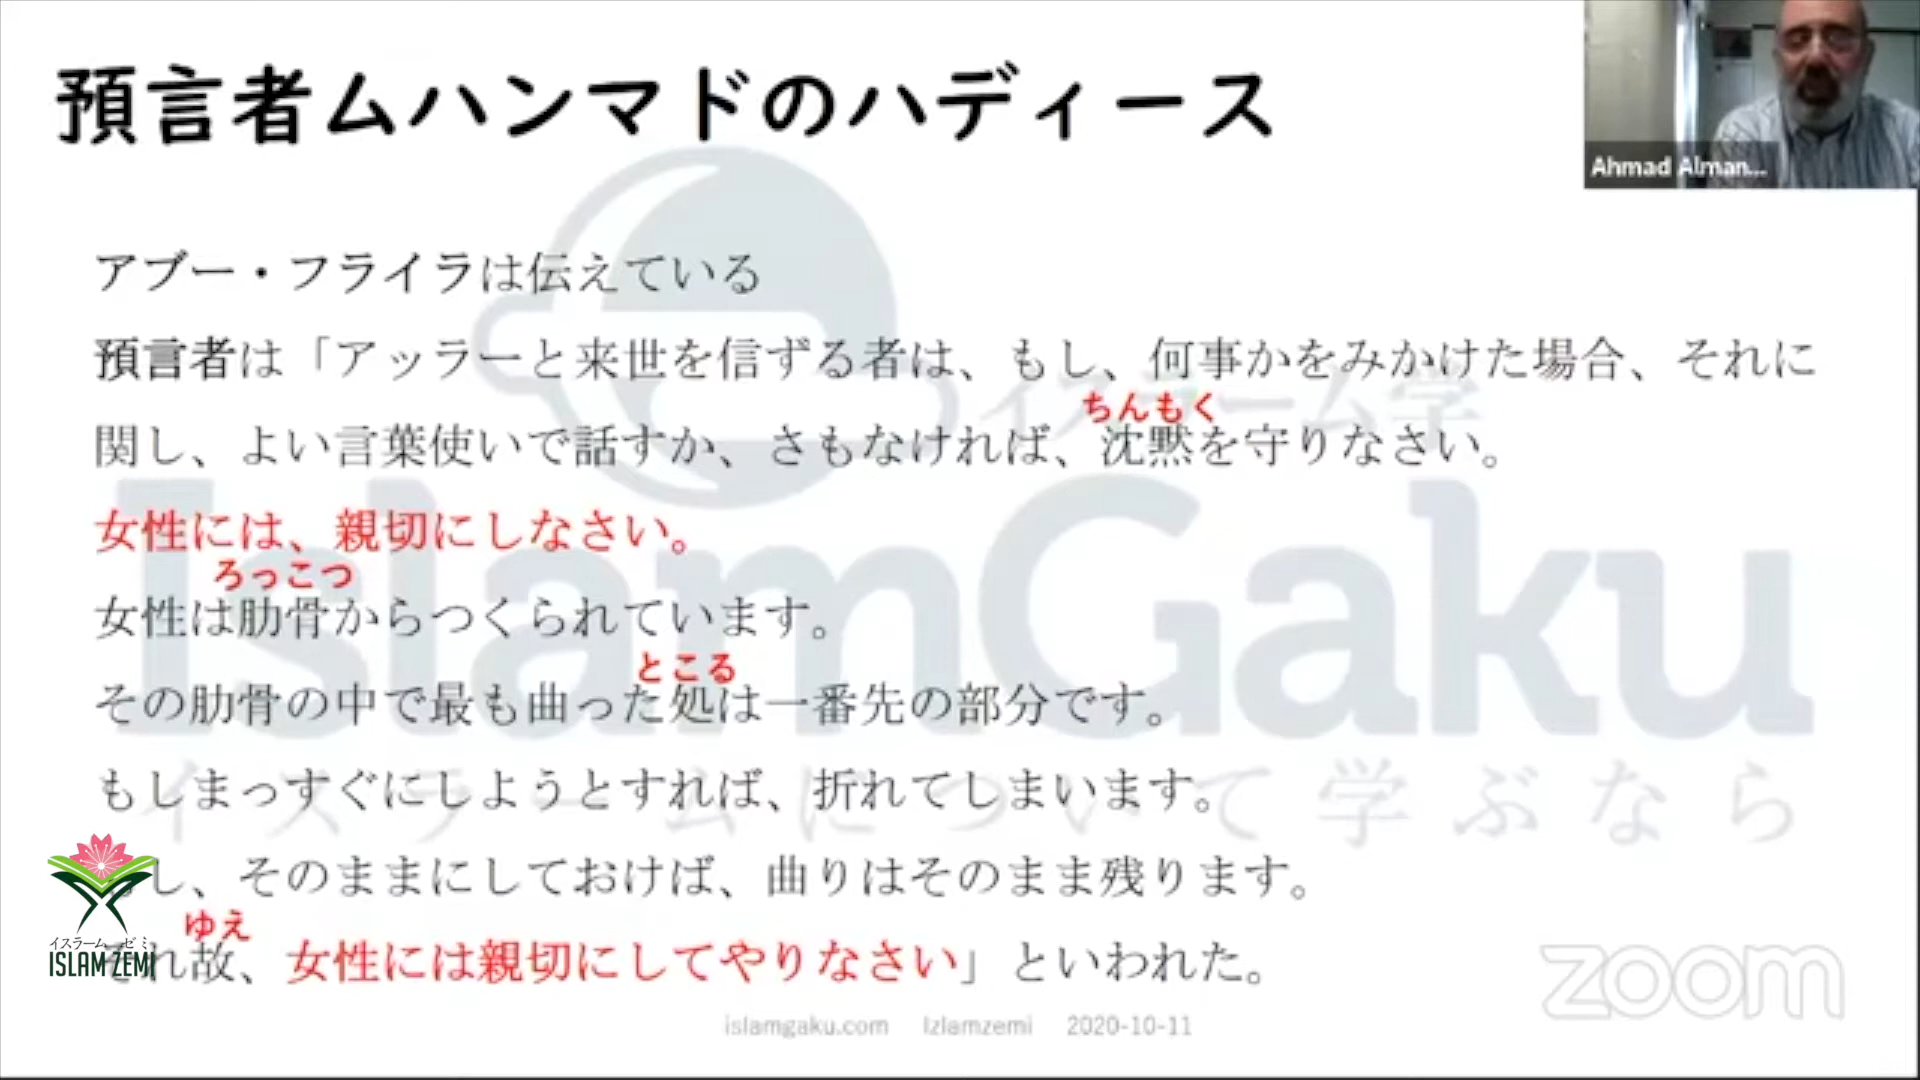 預言者ムハンマドのハディース
Ahmad Alman...
アブー・フライラは伝えている
預言者は「アッラーと来世を信ずる者は、もし、何事かをみかけた場合、それに
ちんもく
関し、よい言葉使いで話すか、さもなければ、沈黙を守りなさい。
女性には、親切にしなさい。
ろっこつ
女性は肋骨からつくられています。
ところ
その肋骨の中で最も曲った処は一番先の部分です。
もしまっすぐにしようとすれば、折れてしまいます。
し、そのままにしておけば、曲りはそのまま残ります。
ゆえ
れ故、女性には親切にしてやりなさい」といわれた。
イスラーム ゼミ
ISLAM ZEMI
イスラーム学
IslamGaku
イスラームについて学ぶなら
zoom
islamgaku.com Izlamzemi 2020-10-11